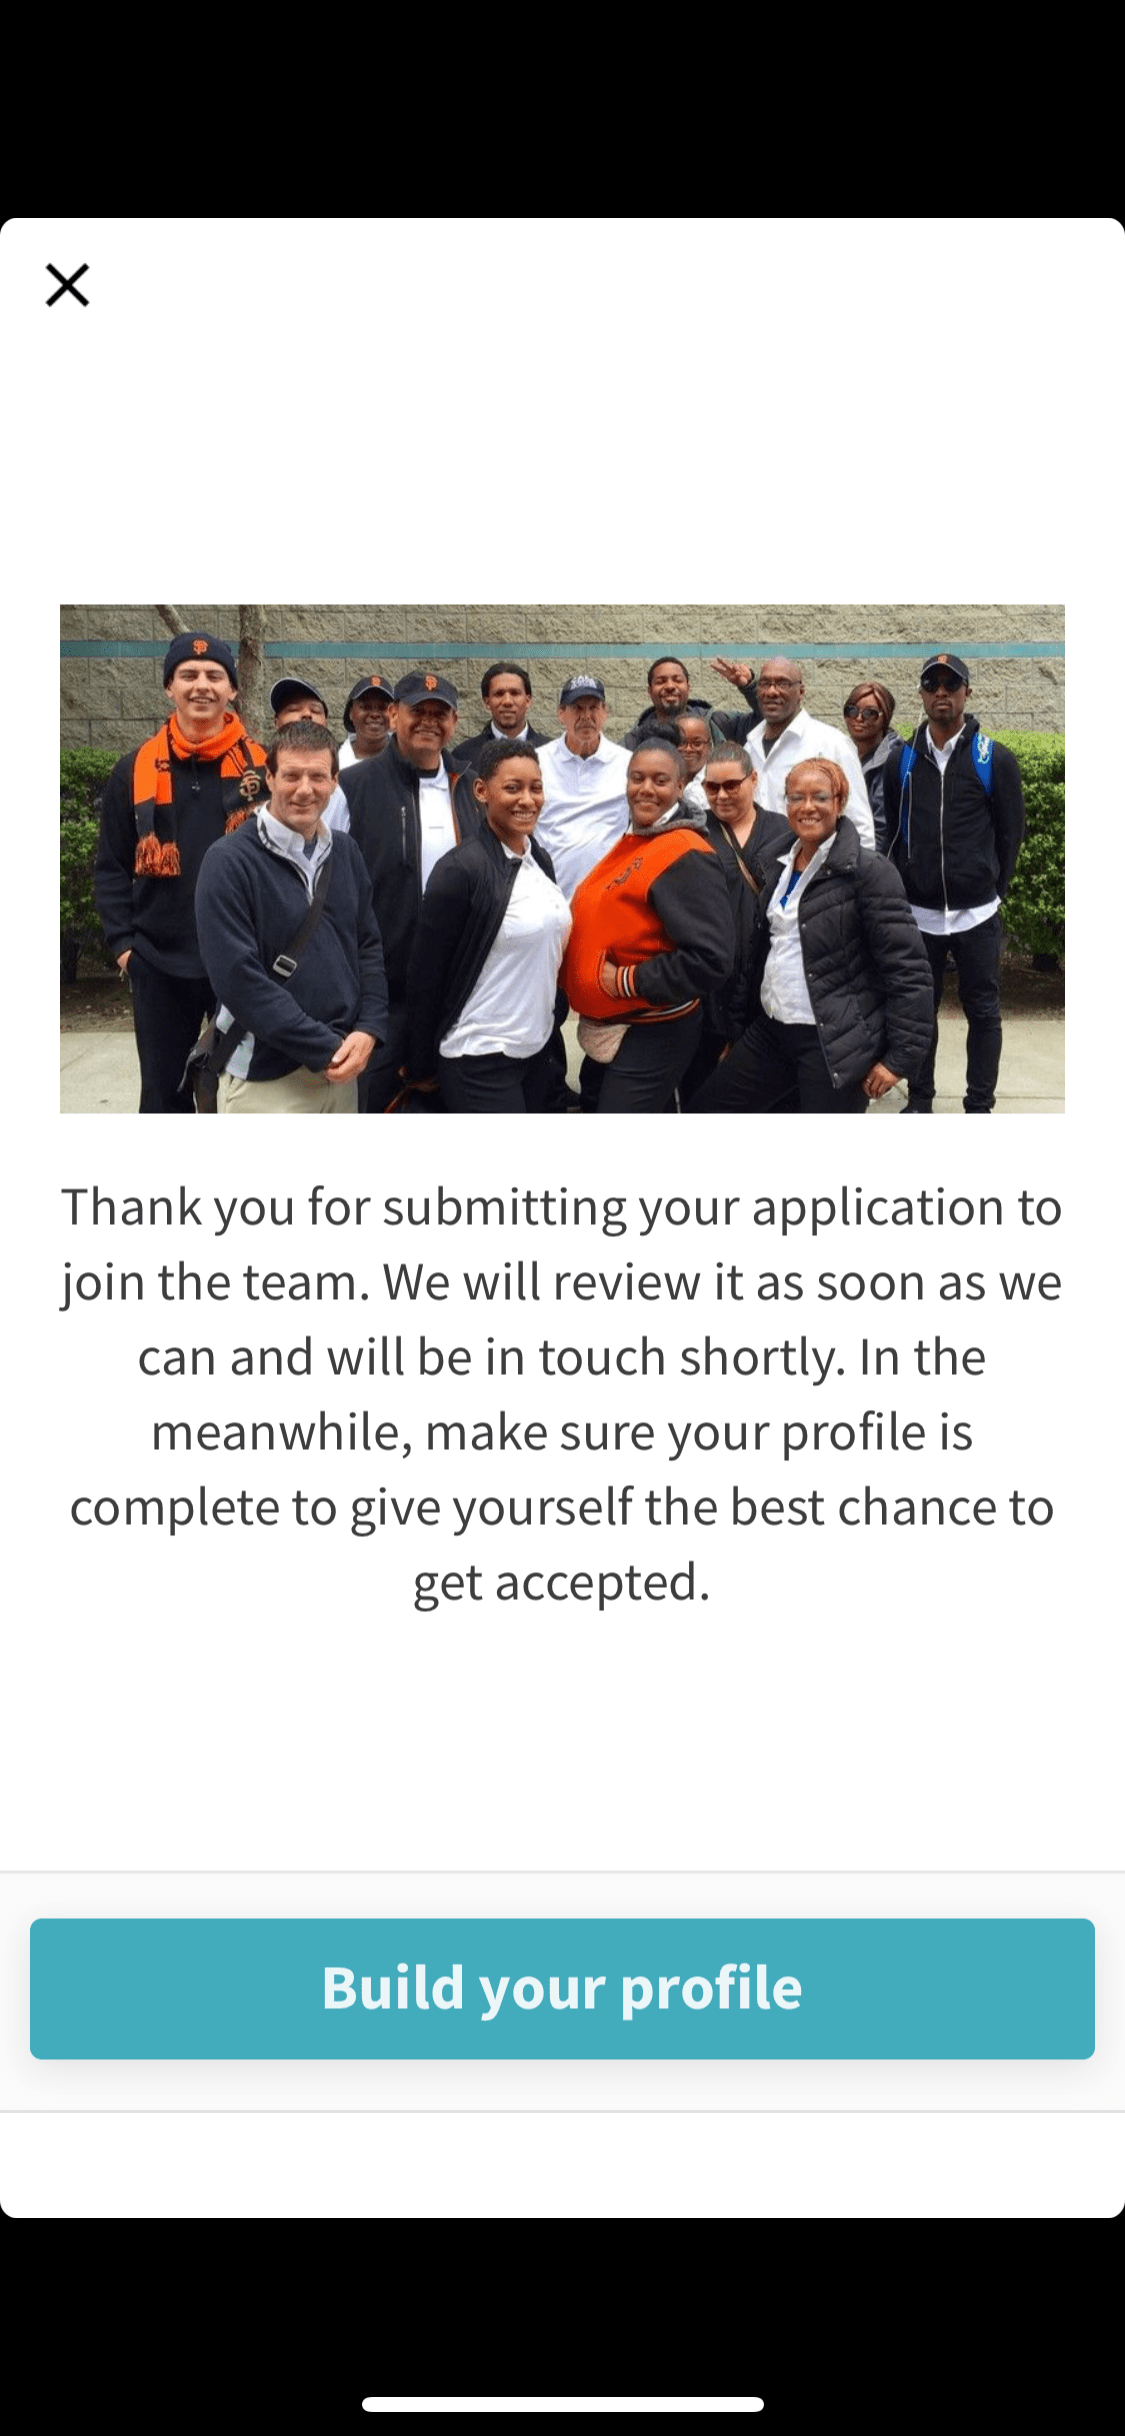 Thank you for submitting your application to
join the team. We will review it as soon as we
can and will be in touch shortly. In the
meanwhile, make sure your profile is
complete to give yourself the best chance to
get accepted.
Build your profile